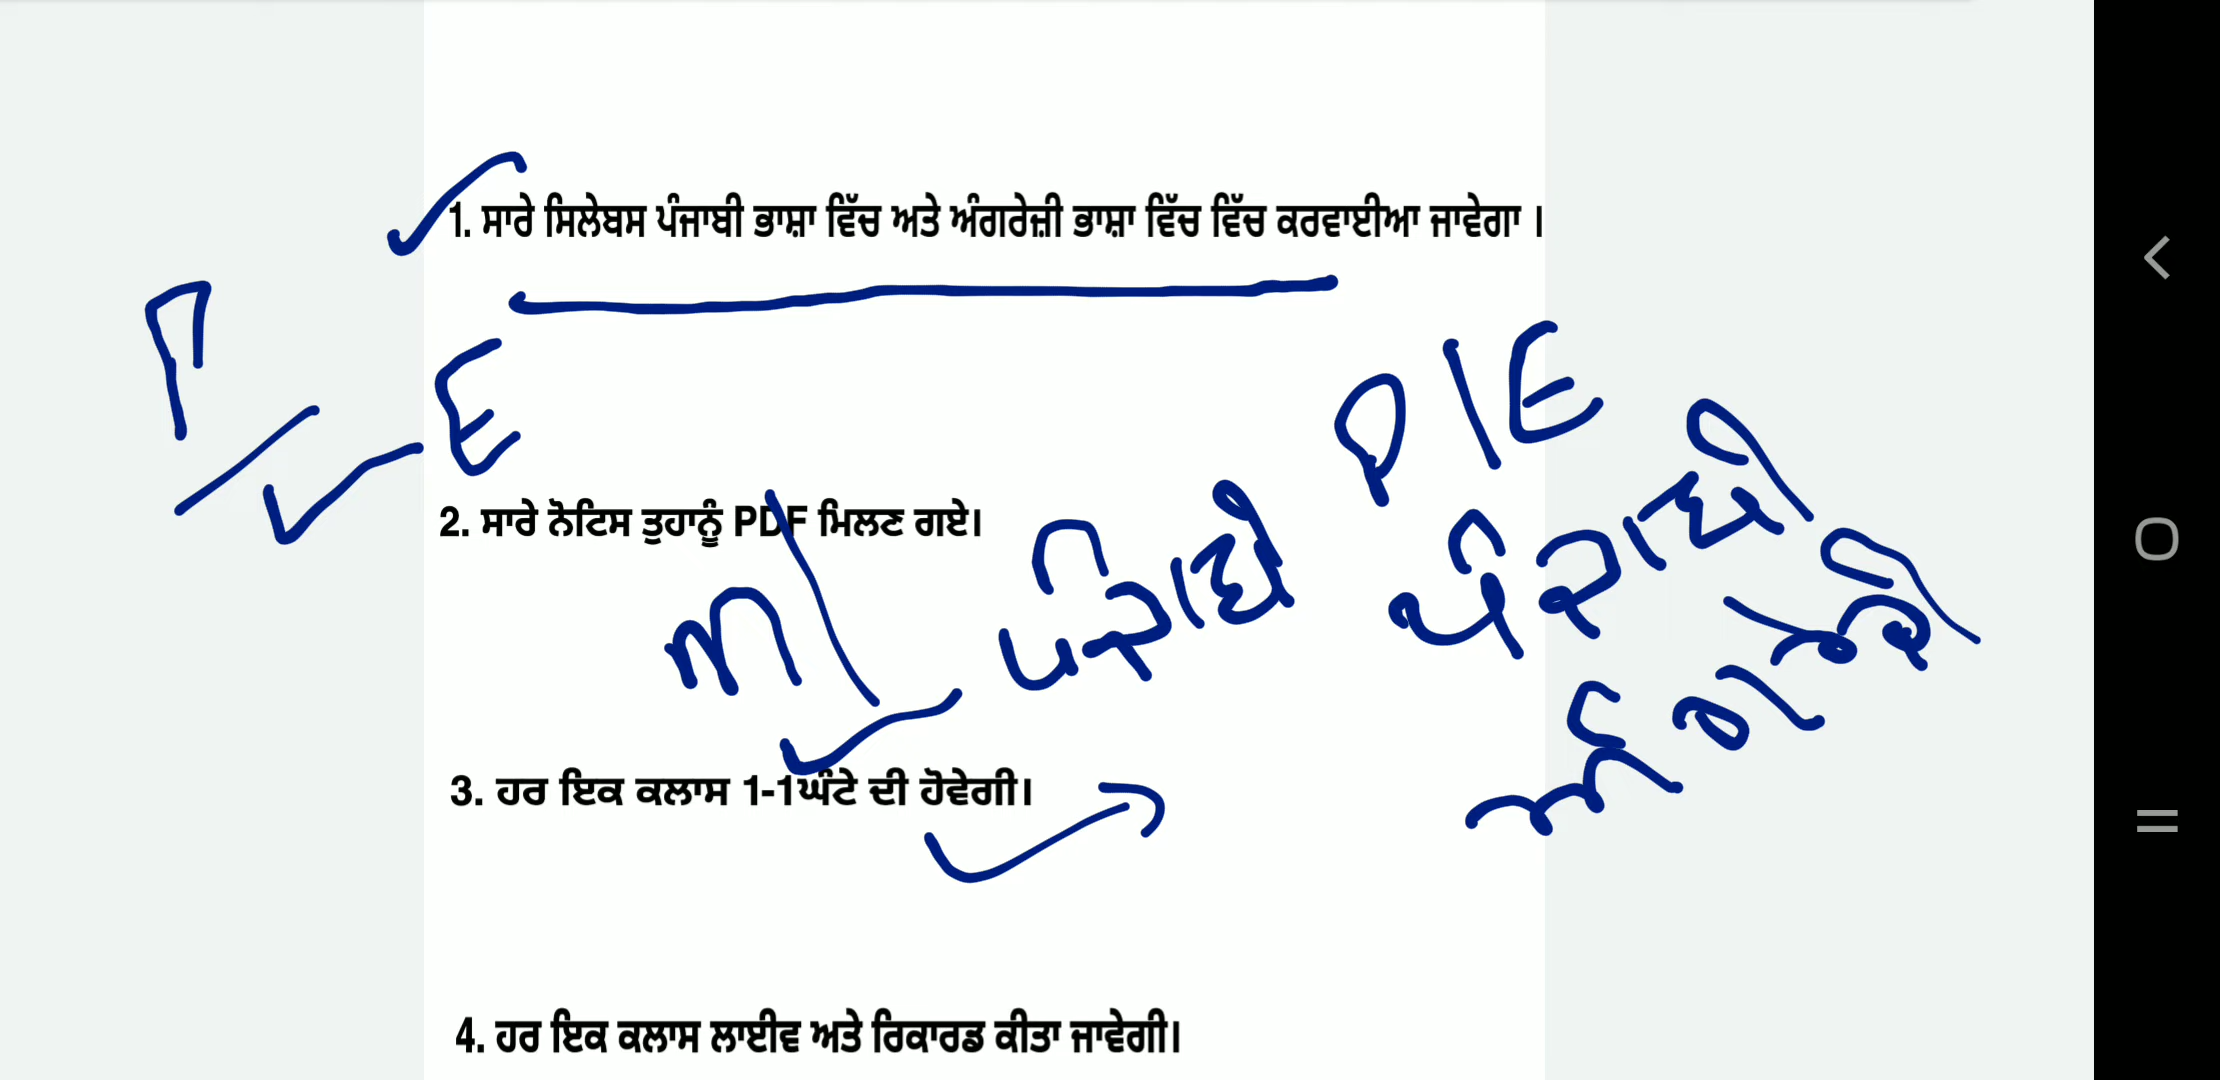 1. ਸਾਰੇ ਸਿਲੇਬਸ ਪੰਜਾਬੀ ਭਾਸ਼ਾ ਵਿੱਚ ਅਤੇ ਅੰਗਰੇਜ਼ੀ ਭਾਸ਼ਾ ਵਿੱਚ ਵਿੱਚ ਕਰਵਾਈਆ ਜਾਵੇਗਾ ।
P/E
P/E
2. ਸਾਰੇ ਨੋਟਿਸ ਤੁਹਾਨੂੰ PDF ਮਿਲਣ ਗਏ।
3. ਹਰ ਇਕ ਕਲਾਸ 1-1ਘੰਟੇ ਦੀ ਹੋਵੇਗੀ।
4. ਹਰ ਇਕ ਕਲਾਸ ਲਾਈਵ ਅਤੇ ਰਿਕਾਰਡ ਕੀਤਾ ਜਾਵੇਗੀ।